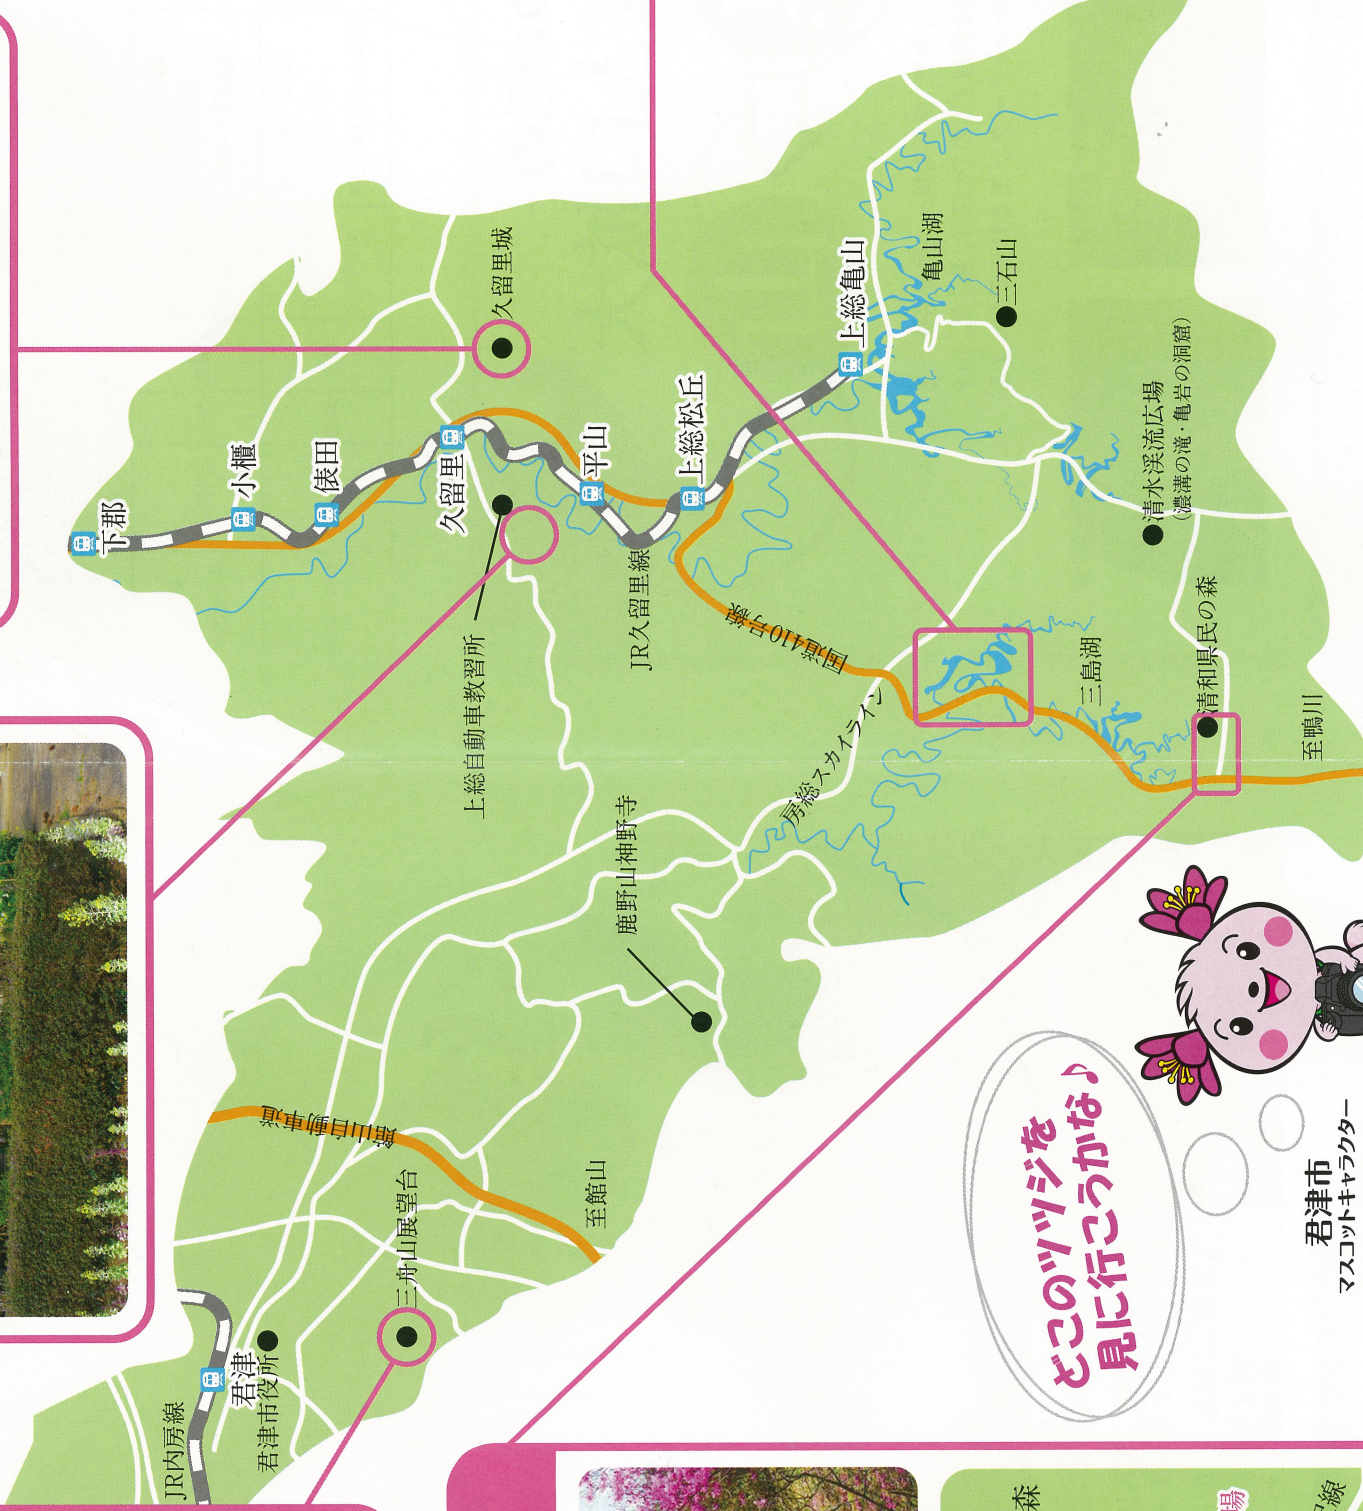 下郡
小櫃
俵田
久留里
久留里城
平山
上総松丘
上総亀山
亀山湖
三石山
清水渓流広場
(濃溝の滝・亀岩の洞窟)
清和県民の森
至鴨川
三島湖
JR久留里線
国道410号線
房総スカイライン
上総自動車教習所
鹿野山神野寺
館山自動車道
至館山
三舟山展望台
君津
君津市役所
JR内房線
どこのツツジを
見に行こうかな♪
君津市
マスコットキャラクター
森
場
線